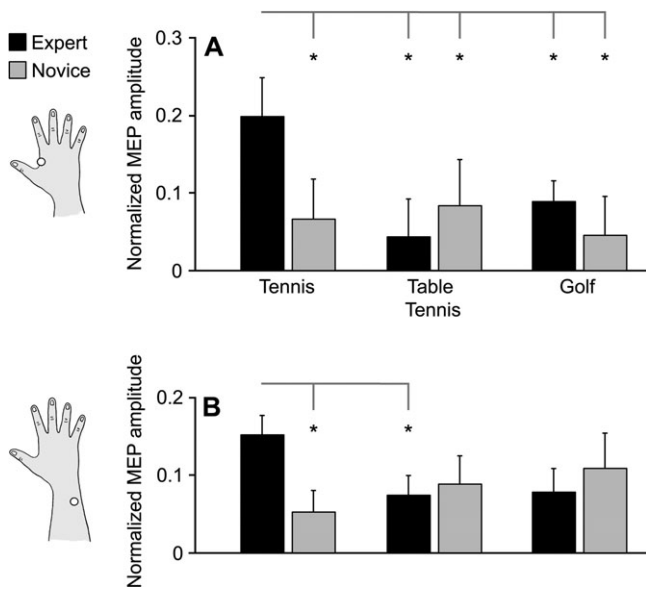 Expert
Novice
A
Normalized MEP amplitude
0.3
0.2
0.1
0
* * * * *
Tennis
Table
Tennis
Golf
B
Normalized MEP amplitude
0.2
0.1
0
* *